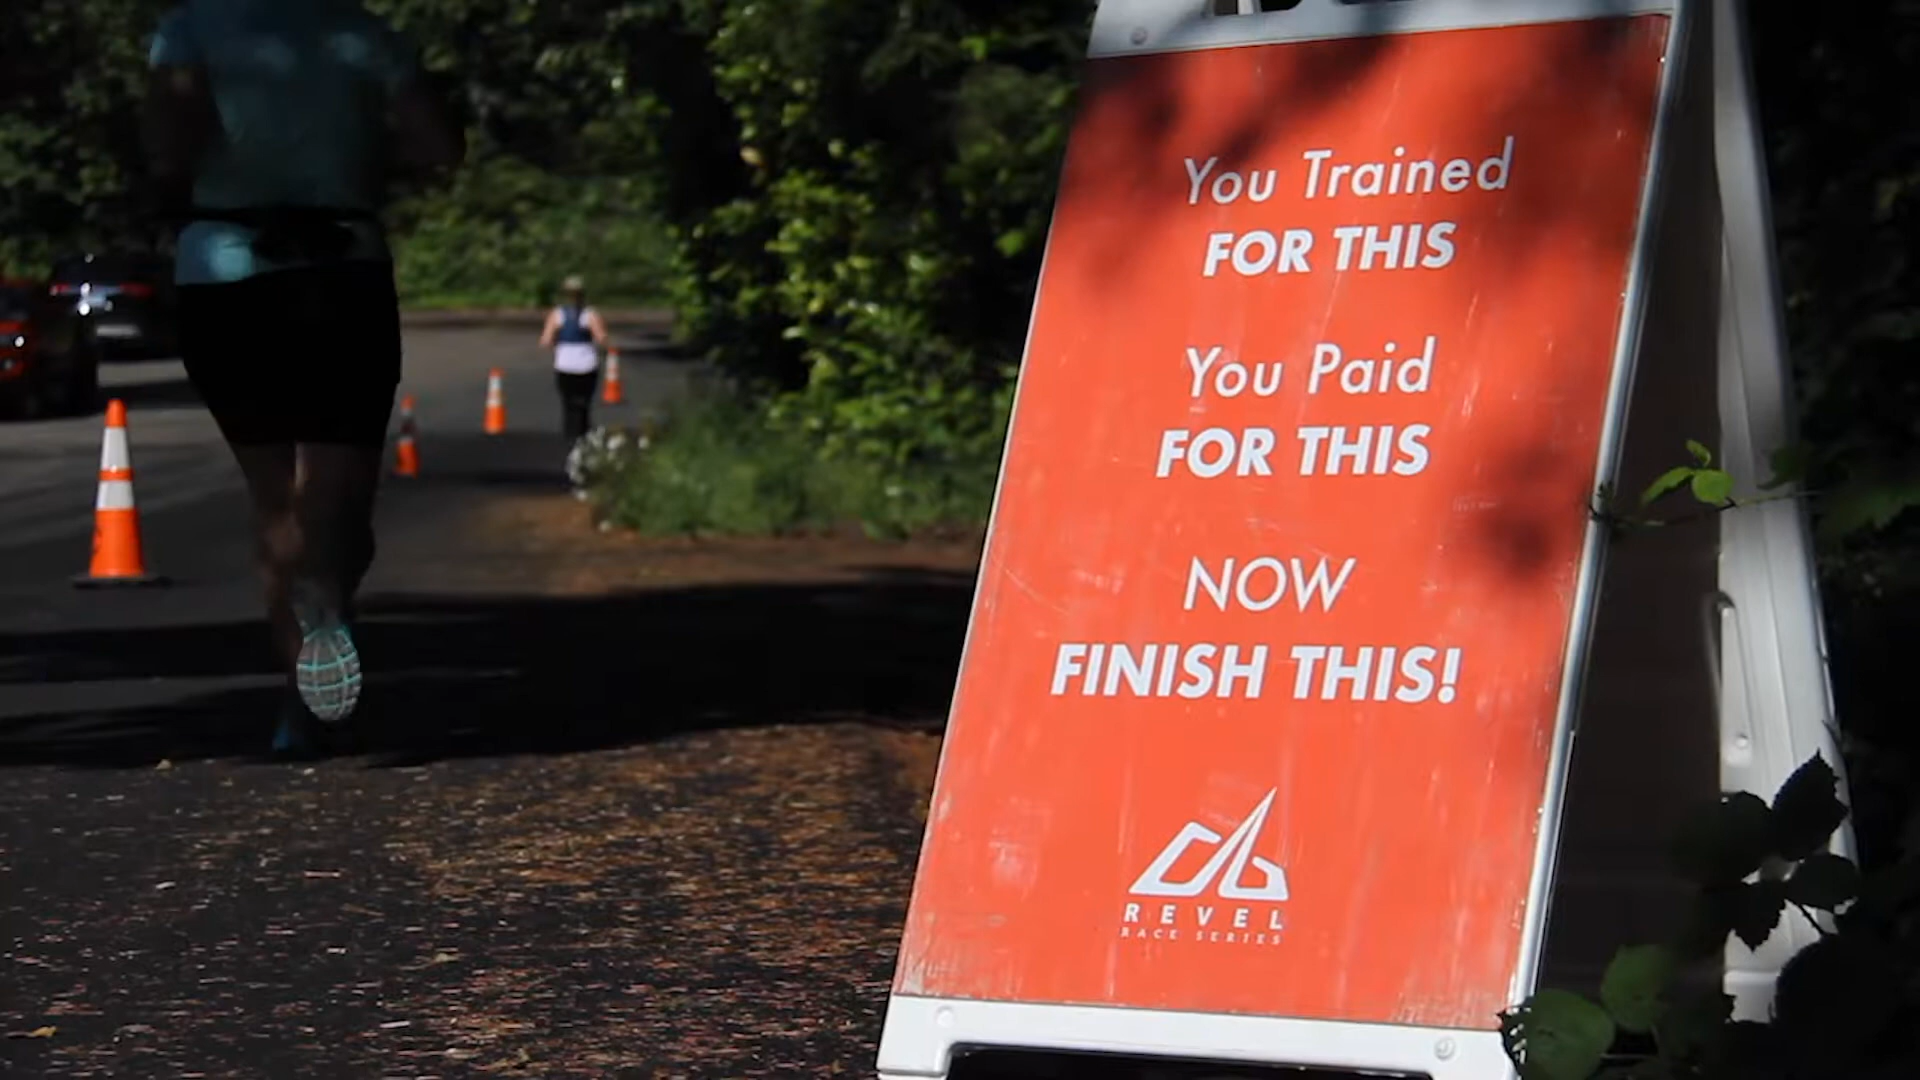 You Trained
FOR THIS
You Paid
FOR THIS
NOW
FINISH THIS!
REVEL
RACE SERIES